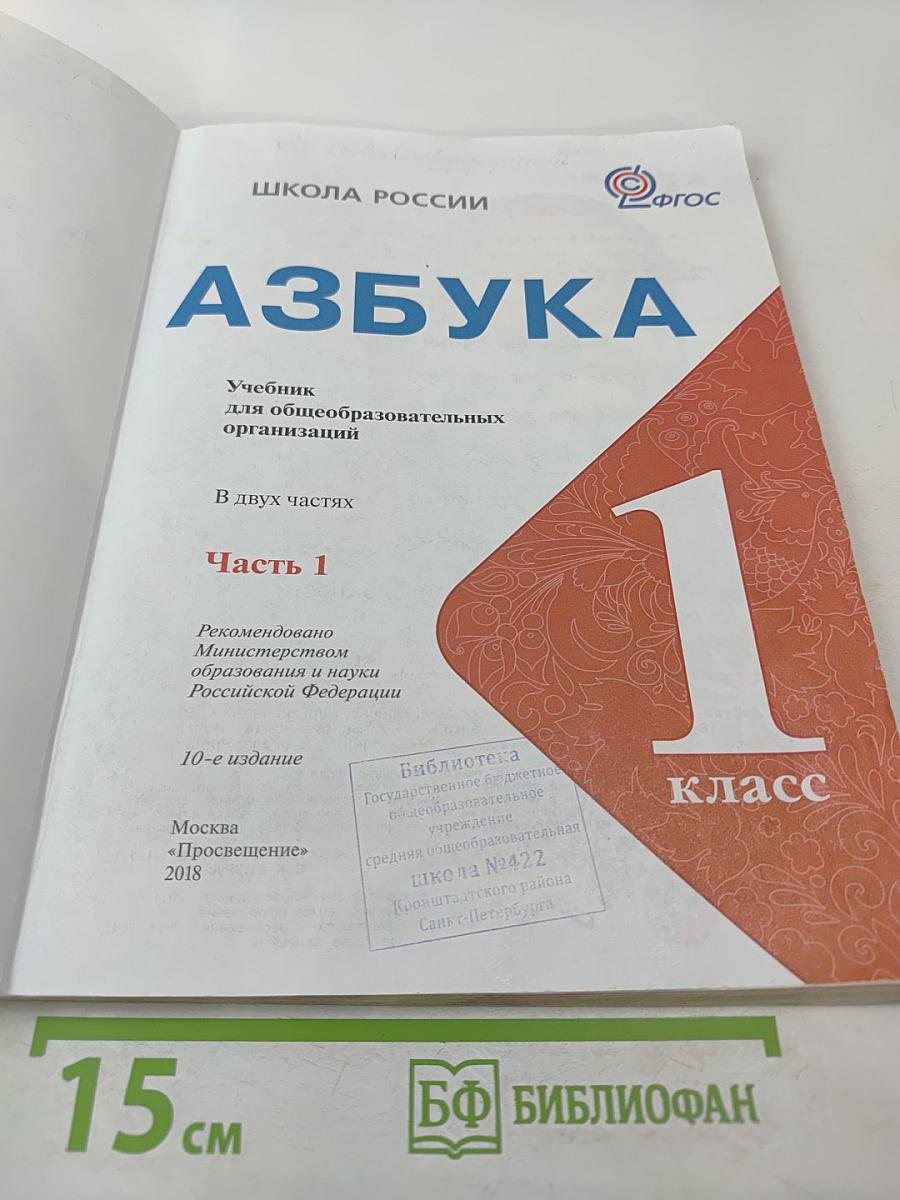 ШКОЛА РОССИИ
ФГОС
АЗБУКА
Учебник
для общеобразовательных
организаций
В двух частях
Часть 1
Рекомендовано
Министерством
образования и науки
Российской Федерации
10-е издание
Москва
«Просвещение»
2018
1
класс
Библиотека
Государственное бюджетное
общеобразовательное
учреждение
средняя общеобразовательная
школа №422
Кронштадтского района
Санкт-Петербурга
15 см
БФ БИБЛИОФАН